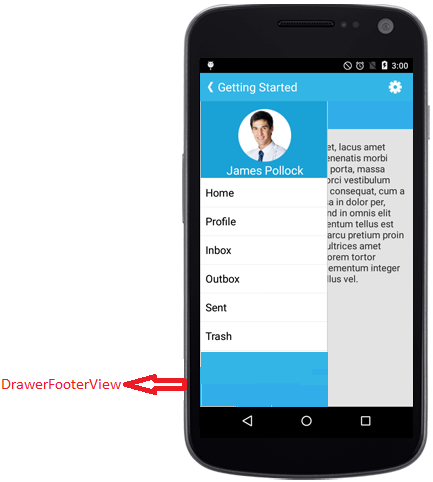 3:00
Getting Started
James Pollock
Home
Profile
Inbox
Outbox
Sent
Trash
et, lacus amet
enenatis morbi
porta, massa
orci vestibulum
consequat, cum a
a in dolor per,
nd in omnis elit
entum tellus est
arcu pretium proin
ultrices amet
orem tortor
ementum integer
llus vel.
DrawerFooterView